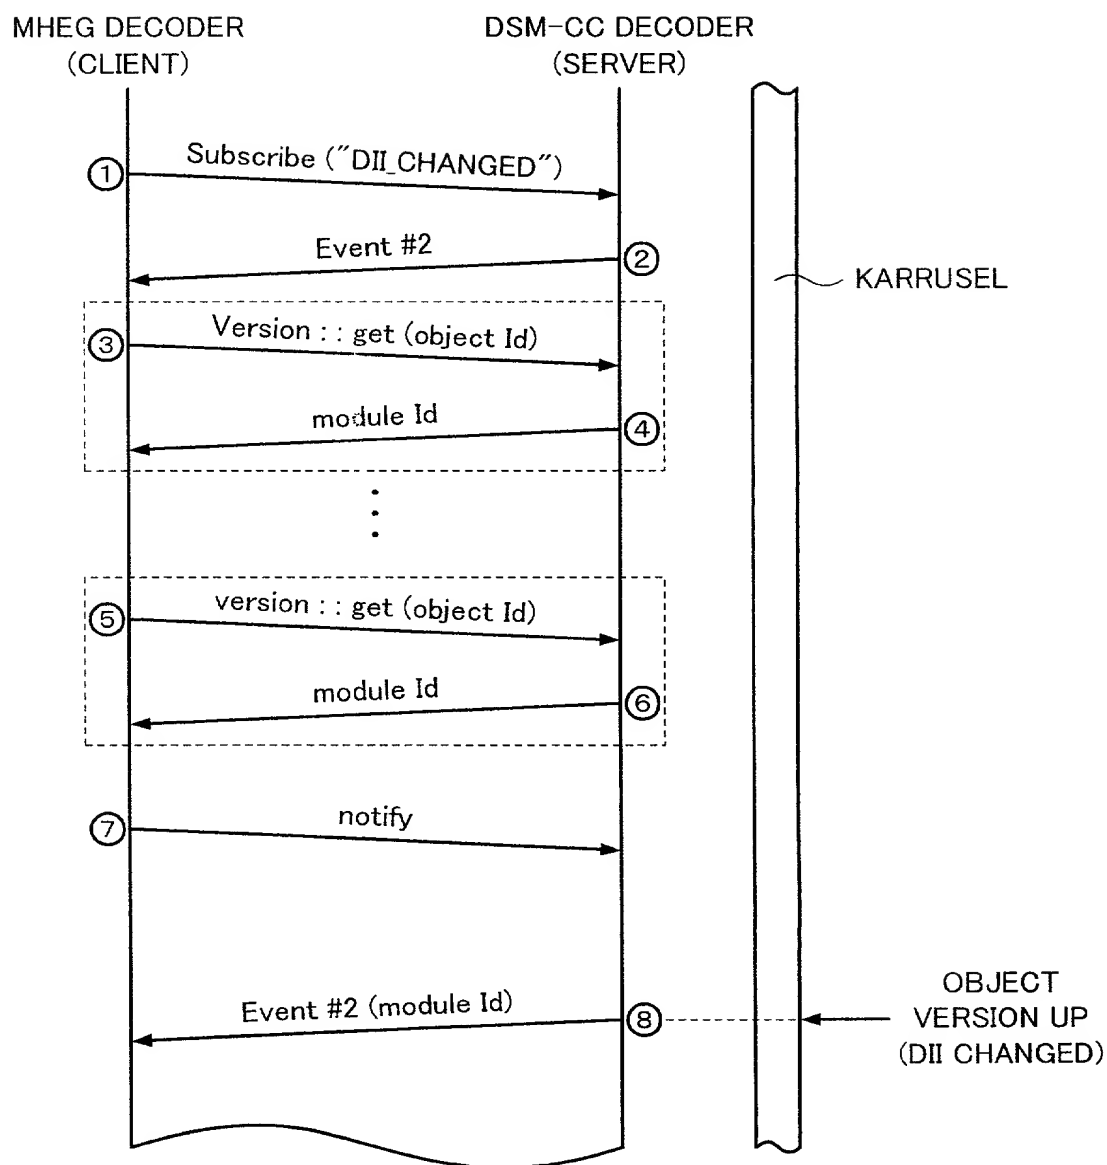 MHEG DECODER
(CLIENT)
DSM-CC DECODER
(SERVER)
① Subscribe ("DII_CHANGED")
Event #2 ②
KARRUSEL
③ Version : : get (object Id)
module Id ④
⑤ version : : get (object Id)
module Id ⑥
⑦ notify
Event #2 (module Id) ⑧
OBJECT
VERSION UP
(DII CHANGED)